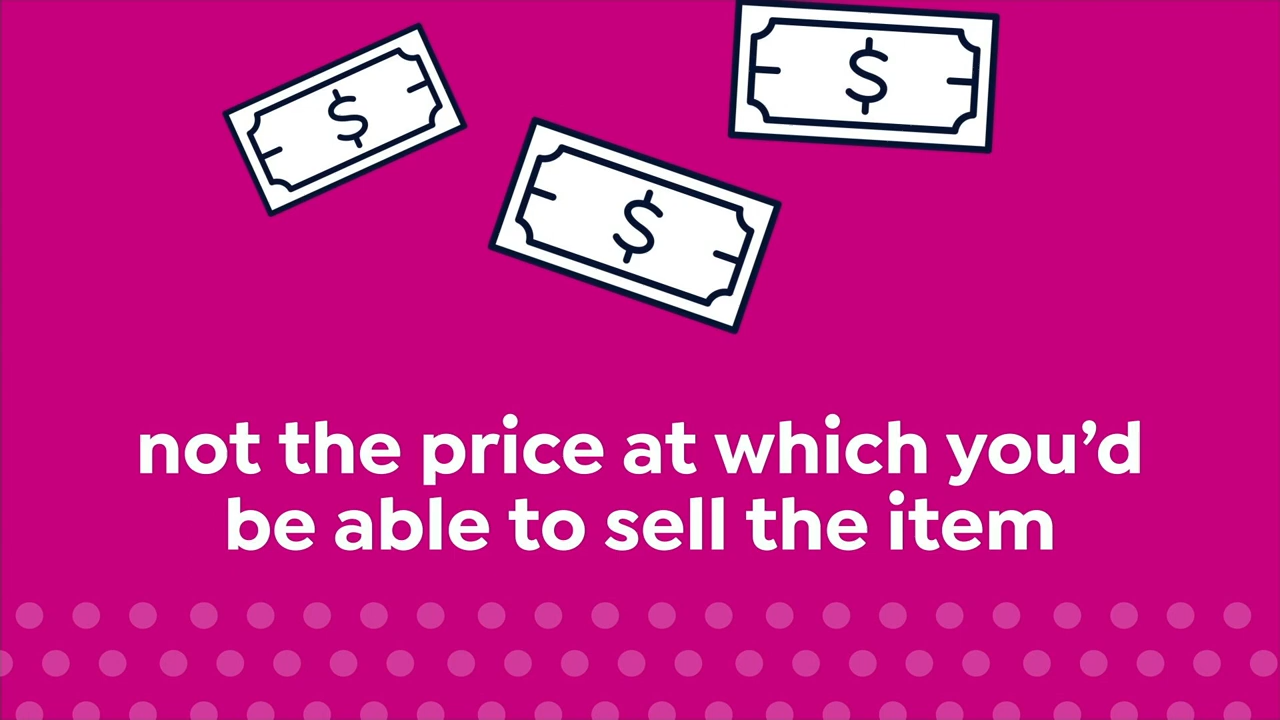 $
$
$
not the price at which you’d
be able to sell the item